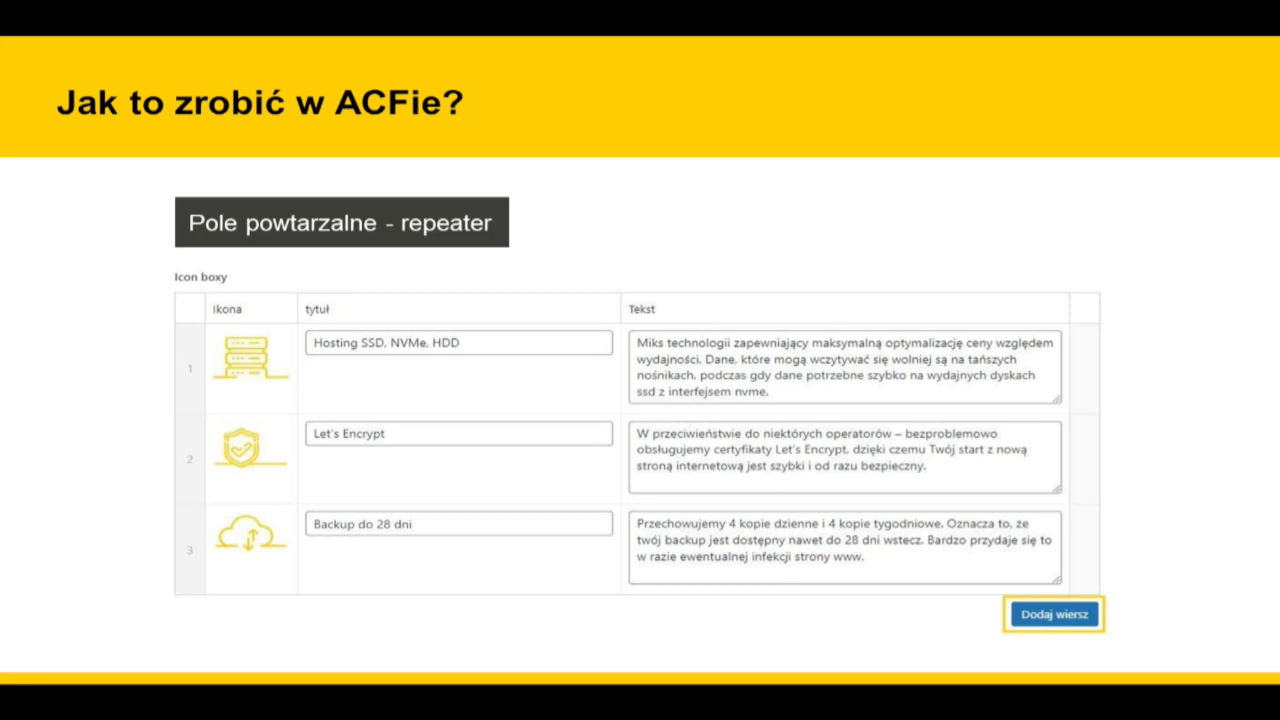 Jak to zrobić w ACFie?
Pole powtarzalne - repeater
Icon boxy
Ikona tytuł Tekst
1 Hosting SSD, NVMe, HDD
Miks technologii zapewniający maksymalną optymalizację ceny względem
wydajności. Dane, które mogą wczytywać się wolniej są na tańszych
nośnikach, podczas gdy dane potrzebne szybko na wydajnych dyskach
ssd z interfejsem nvme.
2 Let's Encrypt
W przeciwieństwie do niektórych operatorów – bezproblemowo
obsługujemy certyfikaty Let's Encrypt, dzięki czemu Twój start z nową
stroną internetową jest szybki i od razu bezpieczny.
3 Backup do 28 dni
Przechowujemy 4 kopie dzienne i 4 kopie tygodniowe. Oznacza to, że
twój backup jest dostępny nawet do 28 dni wstecz. Bardzo przydaje się to
w razie ewentualnej infekcji strony www.
Dodaj wiersz